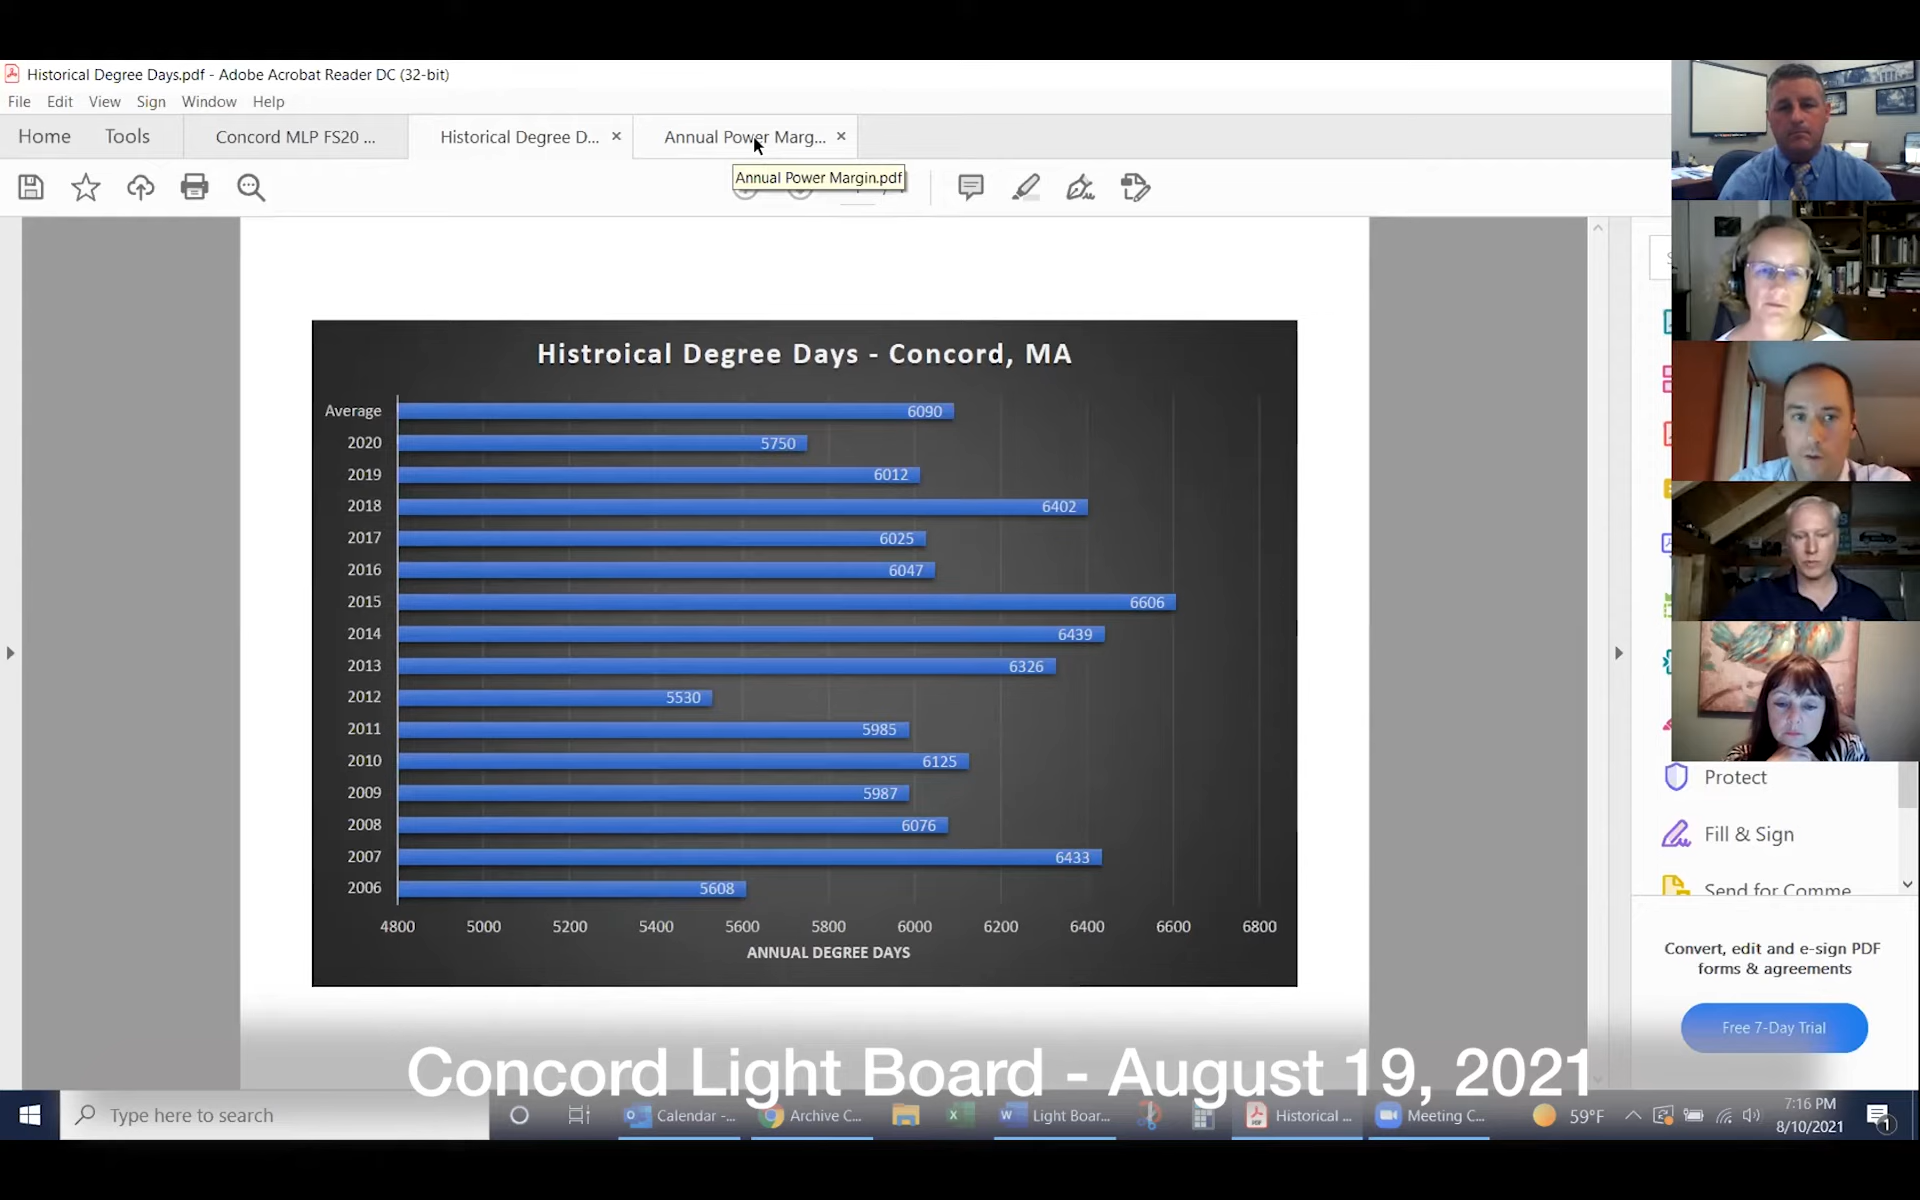 Historical Degree Days.pdf - Adobe Acrobat Reader DC (32-bit)
File Edit View Sign Window Help
Home Tools Concord MLP FS20 ... Historical Degree D... × Annual Power Marg... ×
Annual Power Margin.pdf
Histroical Degree Days - Concord, MA
Average 6090
2020 5750
2019 6012
2018 6402
2017 6025
2016 6047
2015 6606
2014 6439
2013 6326
2012 5530
2011 5985
2010 6125
2009 5987
2008 6076
2007 6433
2006 5608
4800 5000 5200 5400 5600 5800 6000 6200 6400 6600 6800
ANNUAL DEGREE DAYS
Protect
Fill & Sign
Send for Comme
Convert, edit and e-sign PDF
forms & agreements
Free 7-Day Trial
Concord Light Board - August 19, 2021
Type here to search
Calendar -...
Archive C...
Light Boar...
Historical ...
Meeting C...
59°F
7:16 PM
8/10/2021
1